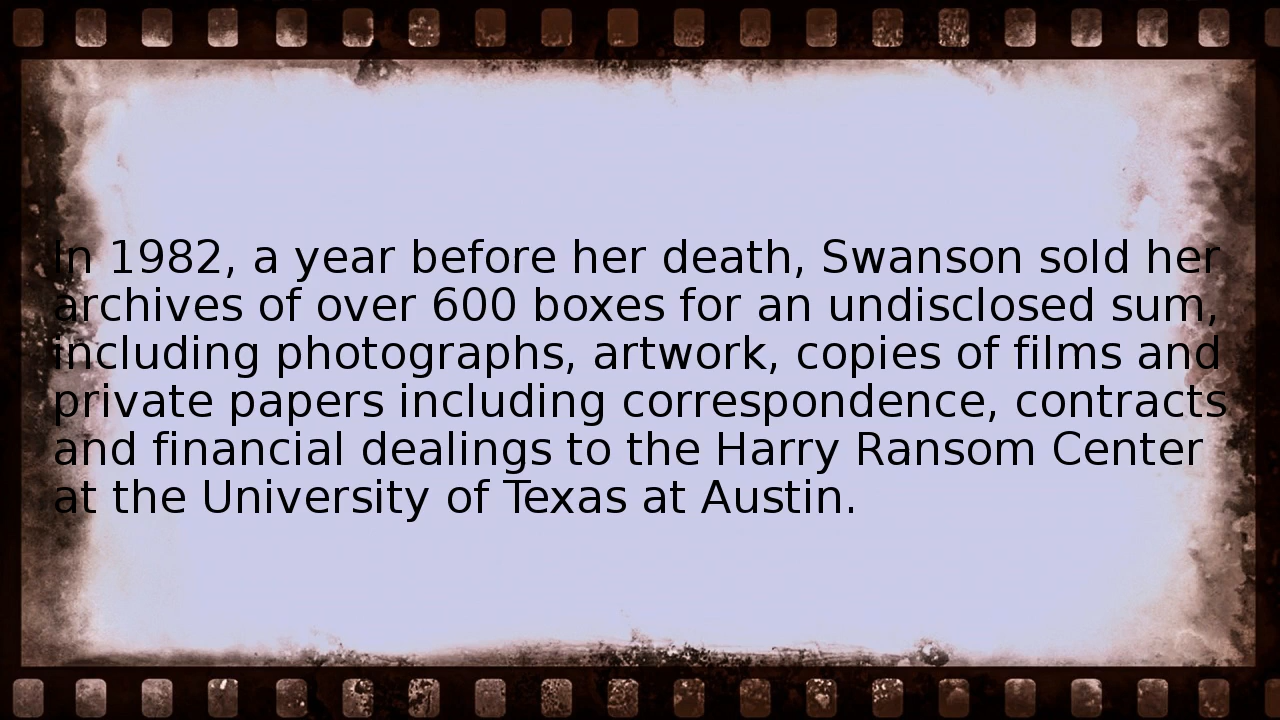 In 1982, a year before her death, Swanson sold her
archives of over 600 boxes for an undisclosed sum,
including photographs, artwork, copies of films and
private papers including correspondence, contracts
and financial dealings to the Harry Ransom Center
at the University of Texas at Austin.